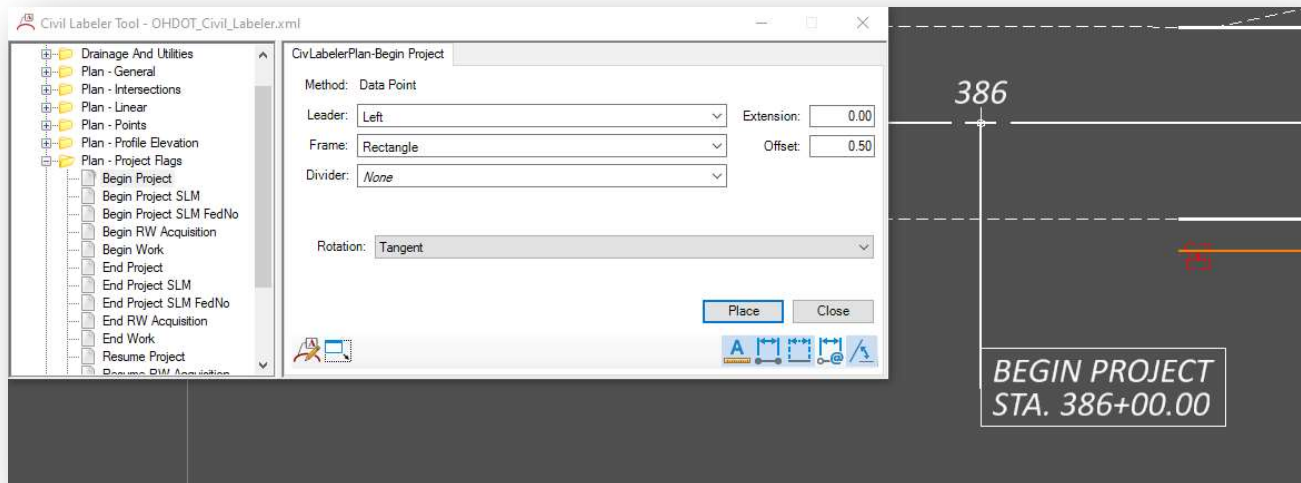 Civil Labeler Tool - OHDOT_Civil_Labeler.xml
Drainage And Utilities
Plan - General
Plan - Intersections
Plan - Linear
Plan - Points
Plan - Profile Elevation
Plan - Project Flags
Begin Project
Begin Project SLM
Begin Project SLM FedNo
Begin RW Acquisition
Begin Work
End Project
End Project SLM
End Project SLM FedNo
End RW Acquisition
End Work
Resume Project
Resume RW Acquisition
CivLabelerPlan-Begin Project
Method: Data Point
Leader: Left Extension: 0.00
Frame: Rectangle Offset: 0.50
Divider: None
Rotation: Tangent
Place Close
386
BEGIN PROJECT
STA. 386+00.00